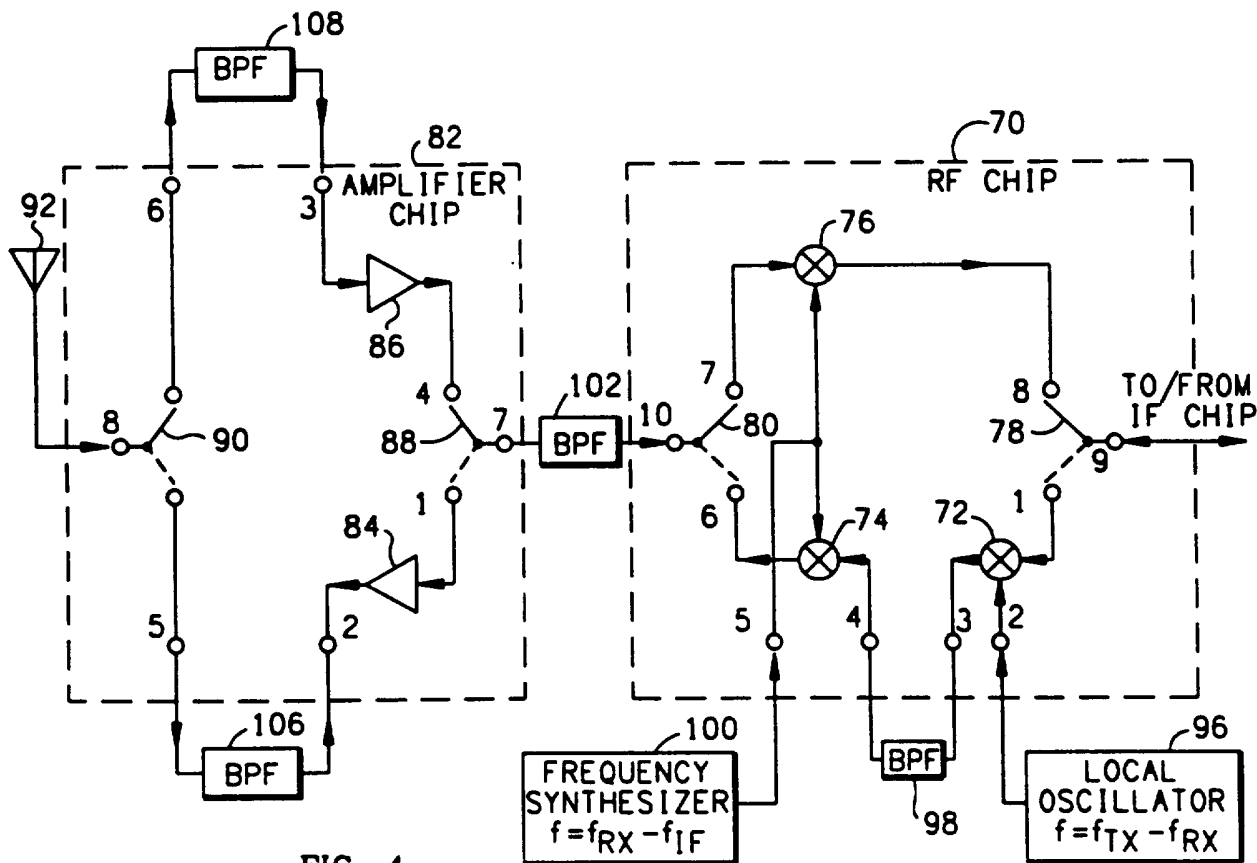 108
BPF
82
AMPLIFIER
CHIP
70
RF CHIP
92
6
3
76
86
7
4
8
90
88
7
102
BPF
10
80
8
78
9
TO/FROM
IF CHIP
1
84
6
74
72
1
5
2
5
4
3
2
106
BPF
100
FREQUENCY
SYNTHESIZER
f=fRX-fIF
BPF
98
96
LOCAL
OSCILLATOR
f=fTX-fRX